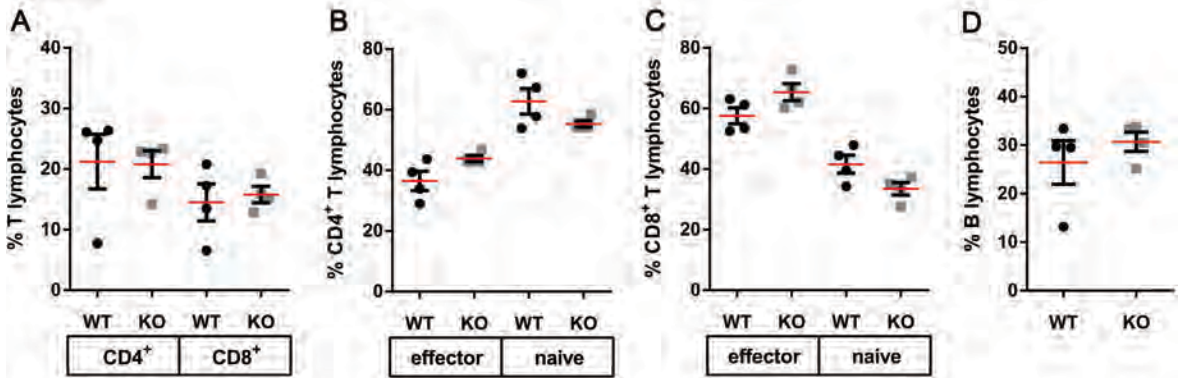 A
% T lymphocytes
40
30
20
10
0
WT KO WT KO
CD4⁺ CD8⁺
B
% CD4⁺ T lymphocytes
80
60
40
20
0
WT KO WT KO
effector naive
C
% CD8⁺ T lymphocytes
80
60
40
20
0
WT KO WT KO
effector naive
D
% B lymphocytes
50
40
30
20
10
0
WT KO